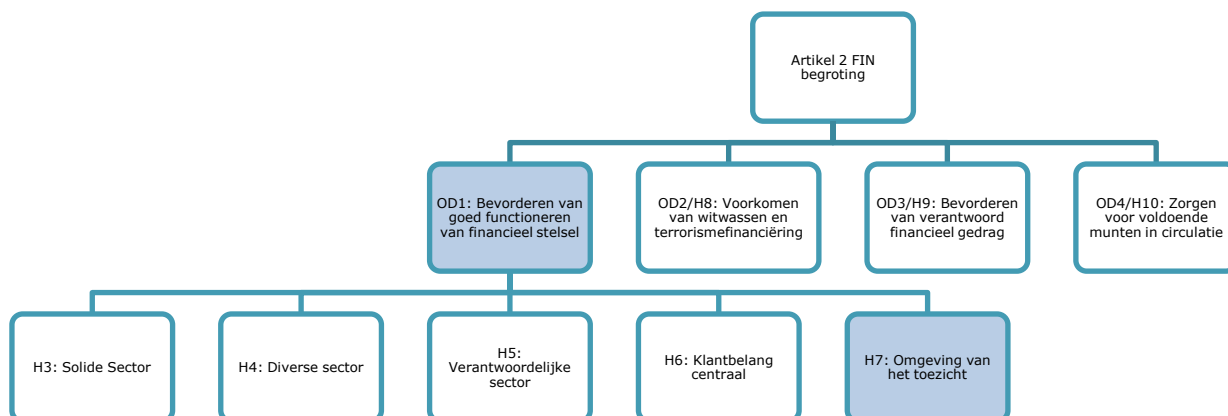 Artikel 2 FIN
begroting
OD1: Bevorderen van
goed functioneren
van financieel stelsel
OD2/H8: Voorkomen
van witwassen en
terrorismefinanciëring
OD3/H9: Bevorderen
van verantwoord
financieel gedrag
OD4/H10: Zorgen
voor voldoende
munten in circulatie
H3: Solide Sector
H4: Diverse sector
H5:
Verantwoordelijke
sector
H6: Klantbelang
centraal
H7: Omgeving van
het toezicht